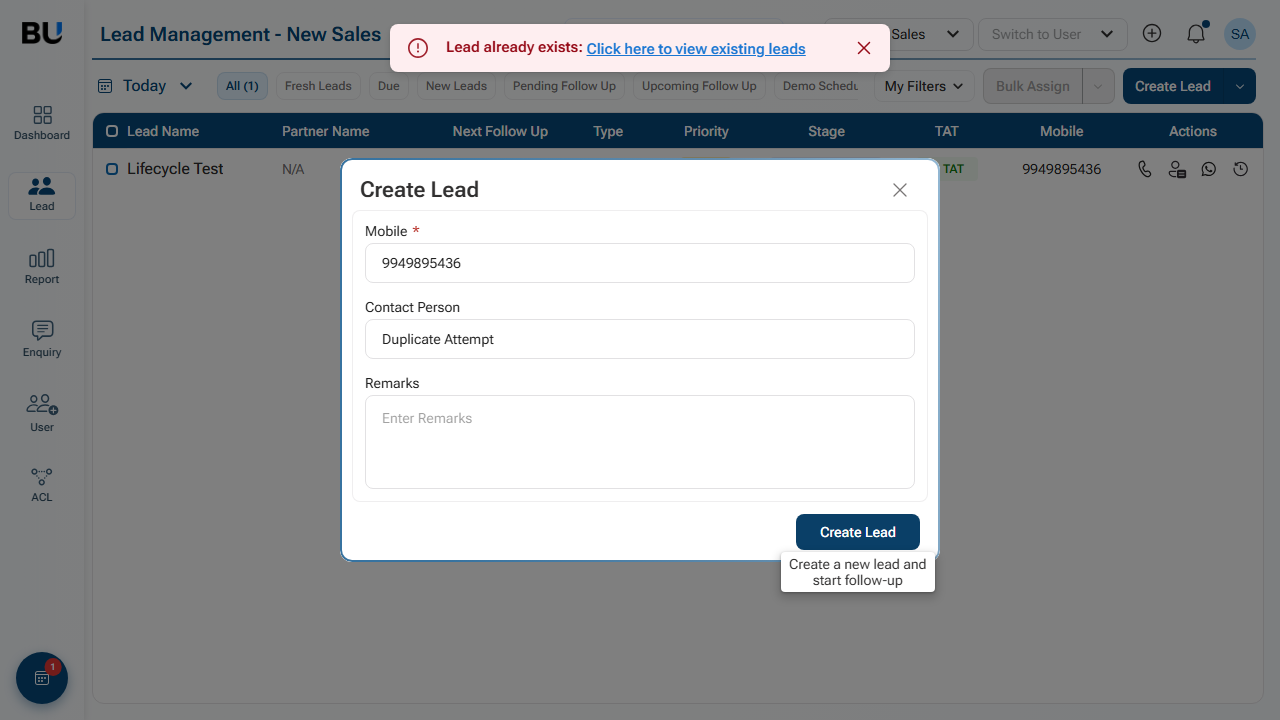 BU
Lead Management - New Sales
Lead already exists: Click here to view existing leads
Sales
Switch to User
SA
Today
All (1)
Fresh Leads
Due
New Leads
Pending Follow Up
Upcoming Follow Up
Demo Schedu
My Filters
Bulk Assign
Create Lead
Dashboard
Lead
Report
Enquiry
User
ACL
1
Lead Name
Partner Name
Next Follow Up
Type
Priority
Stage
TAT
Mobile
Actions
Lifecycle Test
N/A
TAT
9949895436
Create Lead
Mobile *
9949895436
Contact Person
Duplicate Attempt
Remarks
Enter Remarks
Create Lead
Create a new lead and
start follow-up